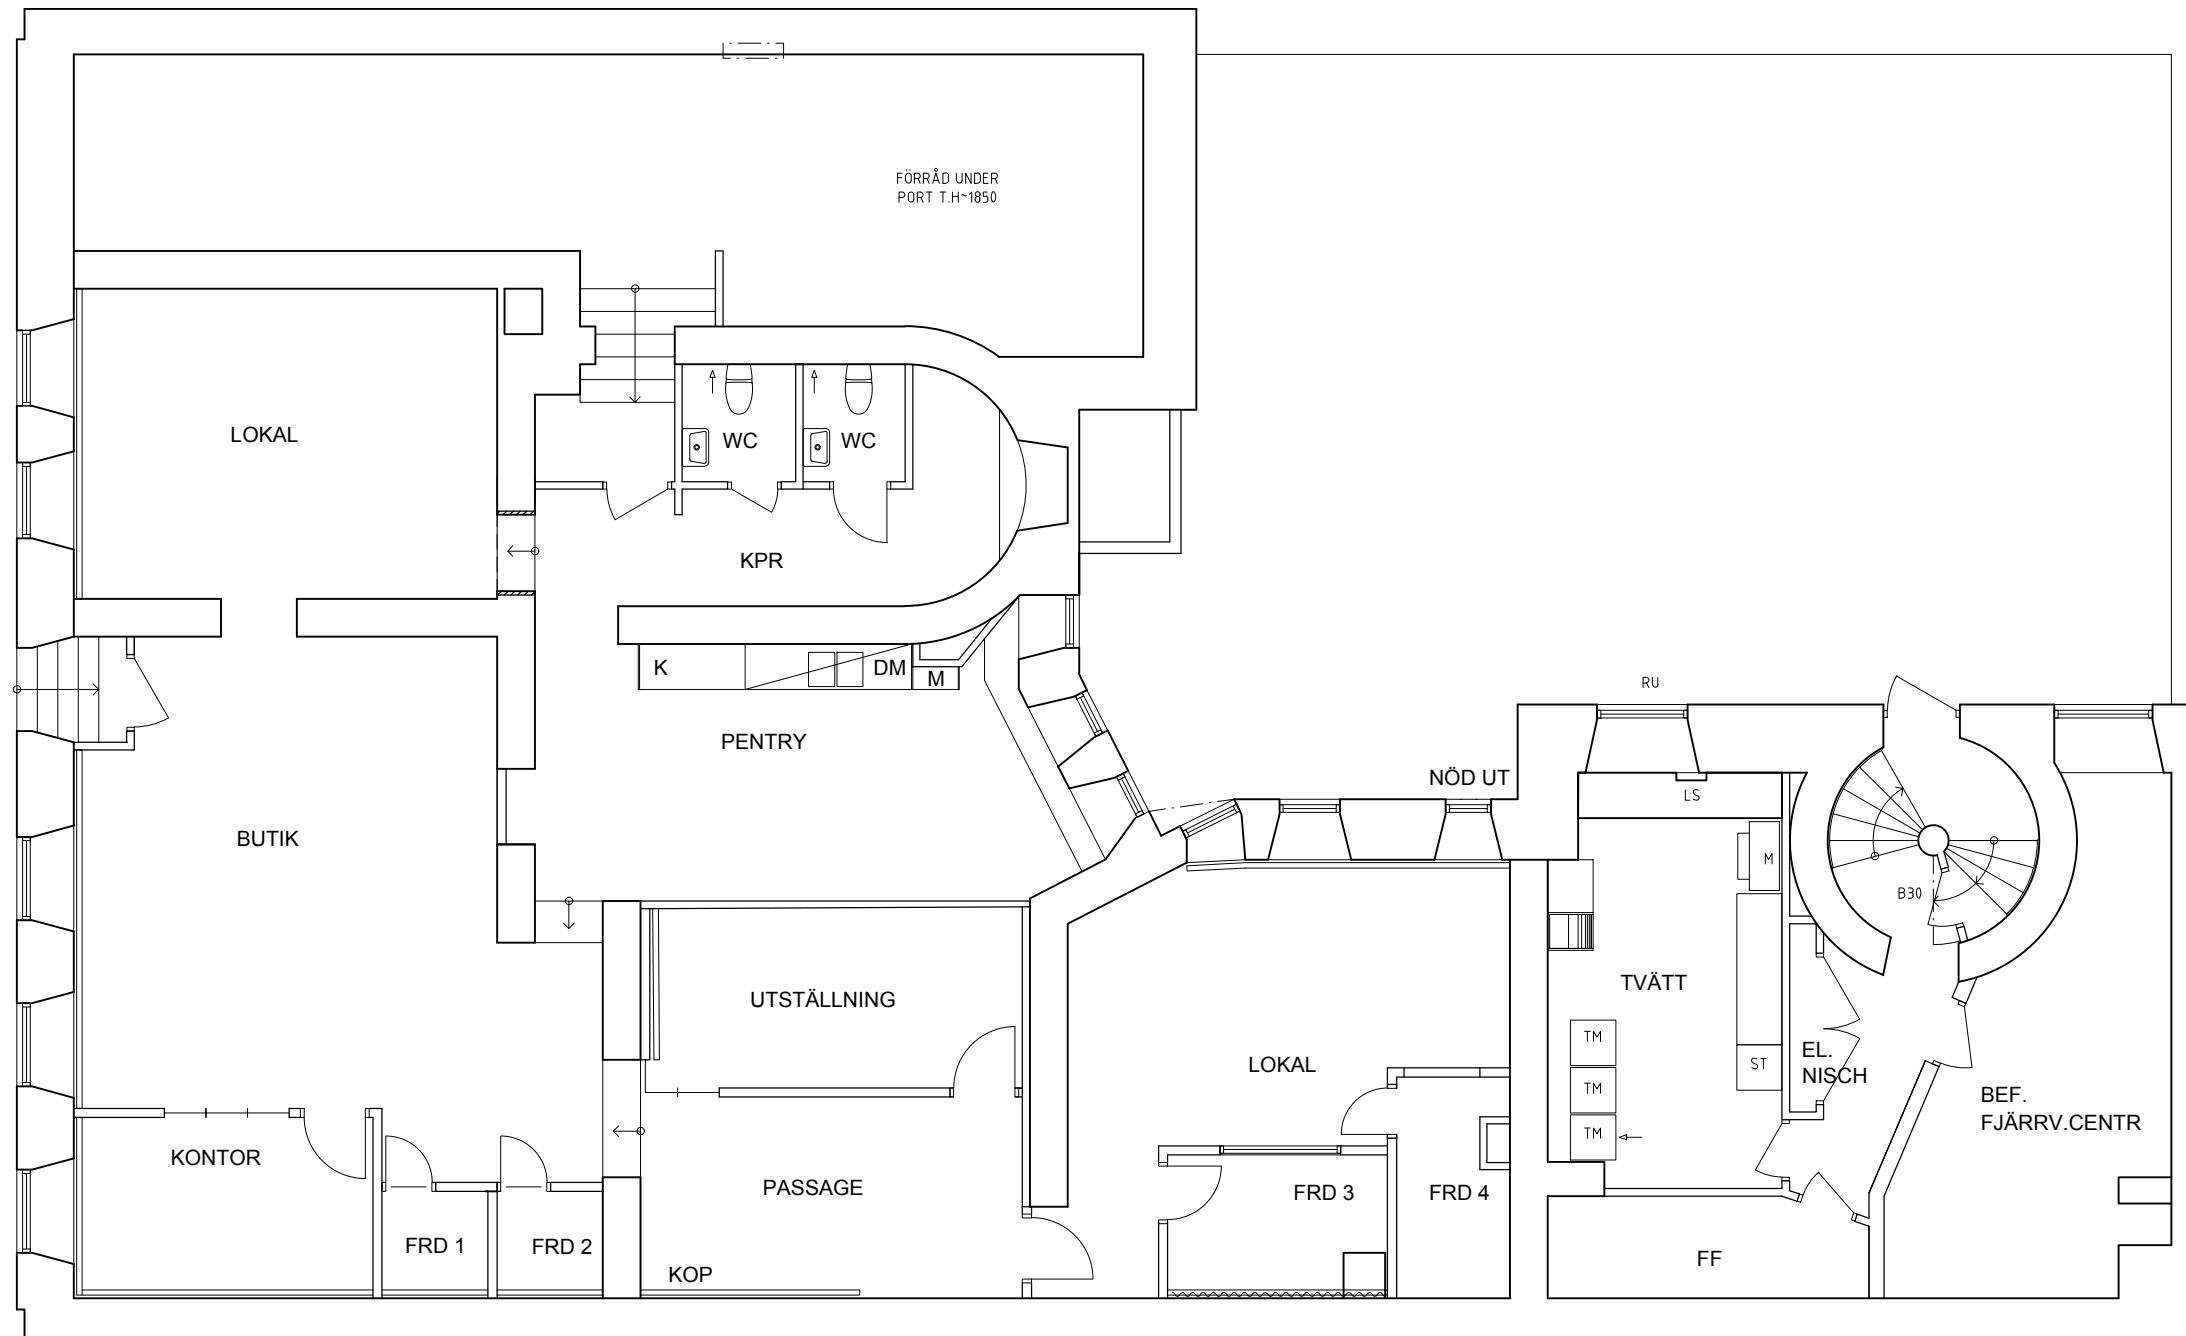 FÖRRÅD UNDER
PORT T.H~1850
LOKAL
WC
WC
KPR
K
DM
M
PENTRY
RU
NÖD UT
LS
BUTIK
M
B30
TVÄTT
UTSTÄLLNING
TM
LOKAL
EL.
NISCH
ST
TM
BEF.
FJÄRRV.CENTR
TM
KONTOR
PASSAGE
FRD 3
FRD 4
FRD 1
FRD 2
FF
KOP